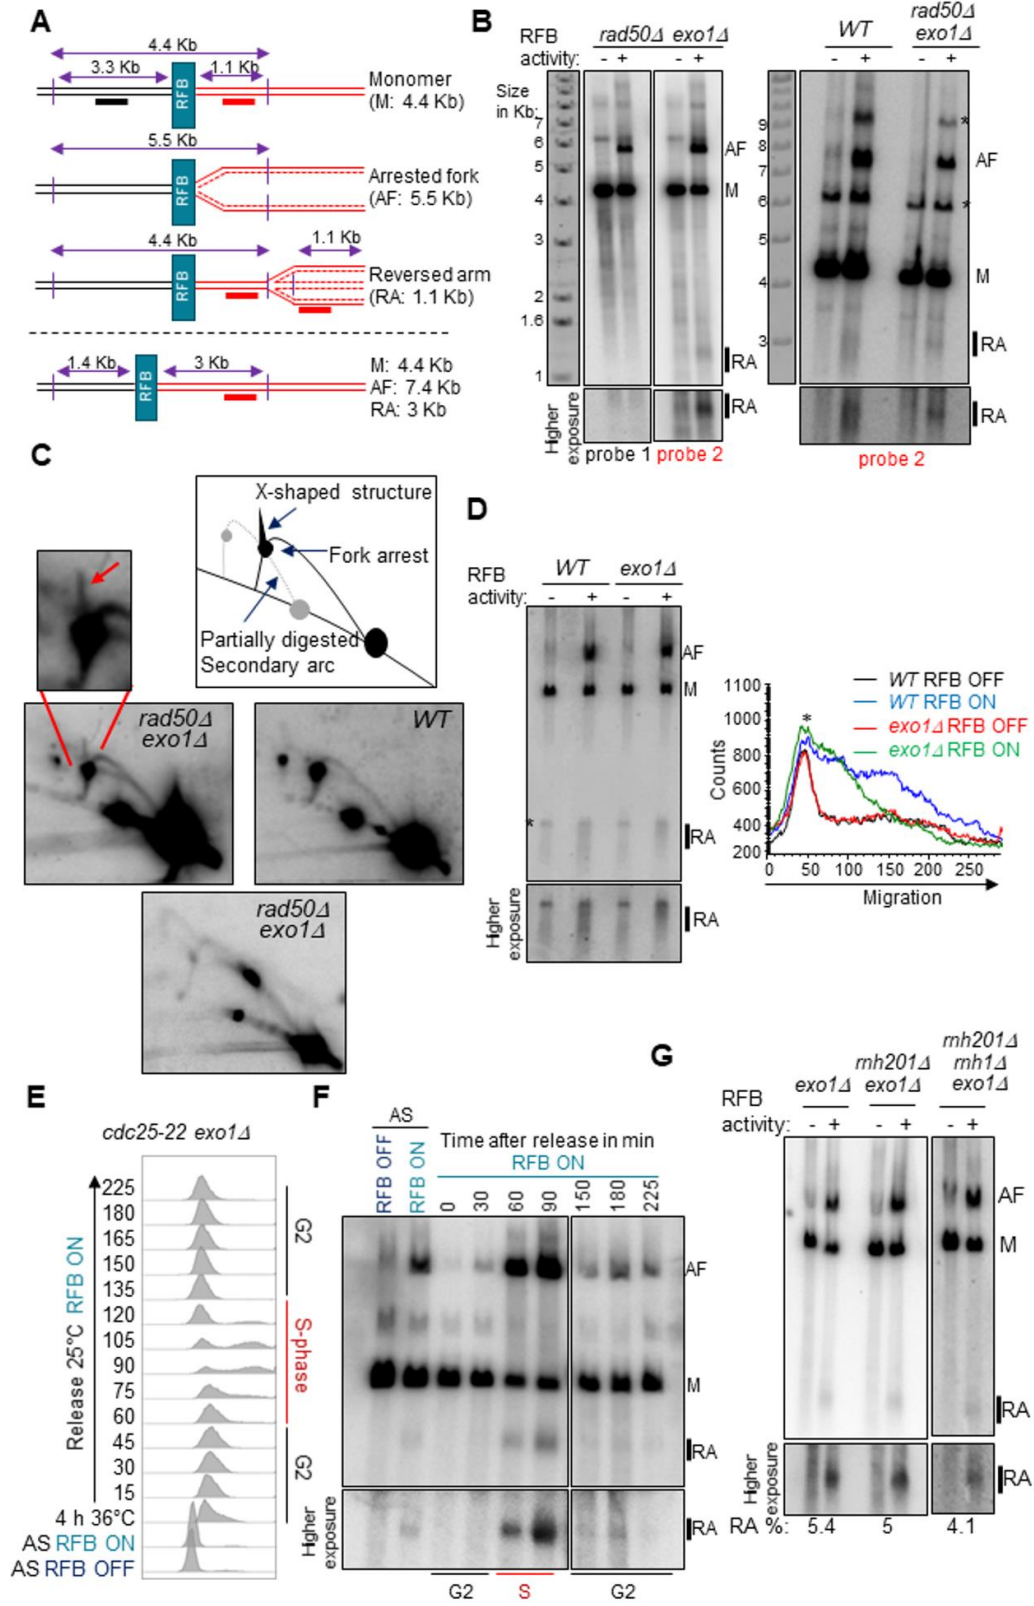 A
4.4 Kb
3.3 Kb
1.1 Kb
RFB
Monomer
(M: 4.4 Kb)
5.5 Kb
RFB
Arrested fork
(AF: 5.5 Kb)
4.4 Kb
1.1 Kb
RFB
Reversed arm
(RA: 1.1 Kb)
1.4 Kb
3 Kb
RFB
M: 4.4 Kb
AF: 7.4 Kb
RA: 3 Kb
B
RFB
activity:
rad50Δ exo1Δ
- + - +
Size
in Kb:
7
6
5
4
3
2
1.6
1
AF
M
RA
Higher
exposure
RA
probe 1
probe 2
WT
rad50Δ
exo1Δ
- + - +
9
8
7
6
5
4
3
*
AF
*
M
RA
RA
probe 2
C
X-shaped structure
Fork arrest
Partially digested
Secondary arc
rad50Δ
exo1Δ
WT
rad50Δ
exo1Δ
D
RFB
activity:
WT
exo1Δ
- + - +
AF
M
*
RA
Higher
exposure
RA
WT RFB OFF
WT RFB ON
exo1Δ RFB OFF
exo1Δ RFB ON
*
Counts
1100
1000
800
600
400
200
0 50 100 150 200 250
Migration
E
cdc25-22 exo1Δ
Release 25°C RFB ON
225
180
165
150
135
120
105
90
75
60
45
30
15
4 h 36°C
AS RFB ON
AS RFB OFF
G2
S-phase
G2
F
AS
RFB OFF
RFB ON
Time after release in min
RFB ON
0
30
60
90
150
180
225
AF
M
RA
Higher
exposure
RA
G2
S
G2
G
RFB
activity:
exo1Δ
rnh201Δ
exo1Δ
rnh201Δ
rnh1Δ
exo1Δ
- + - + - +
AF
M
RA
Higher
exposure
RA
RA %: 5.4 5 4.1